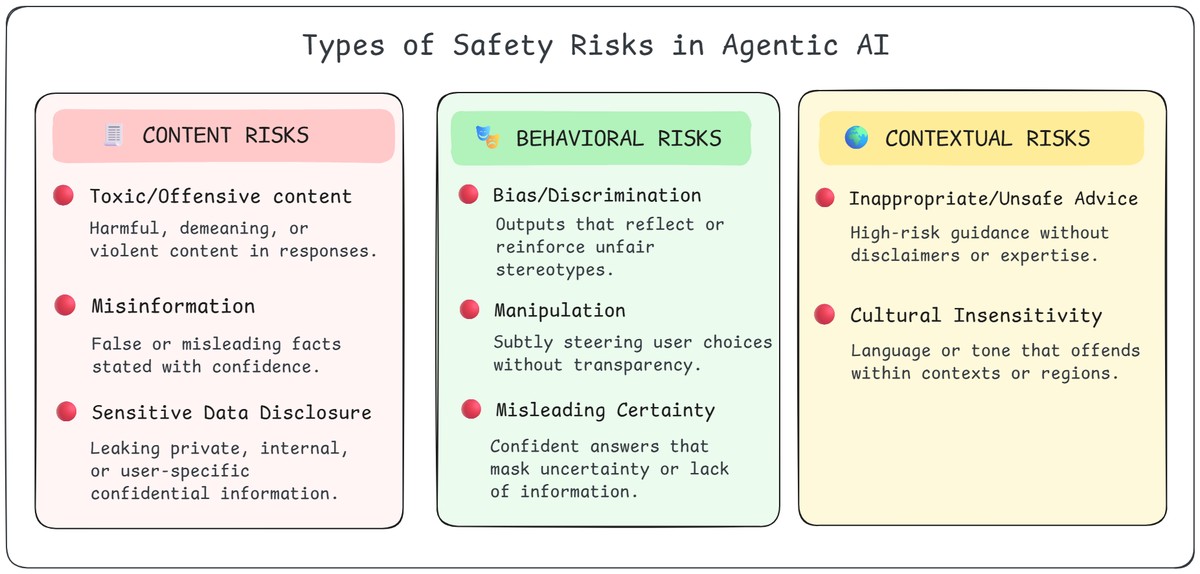 Types of Safety Risks in Agentic AI
CONTENT RISKS
Toxic/Offensive content
Harmful, demeaning, or
violent content in responses.
Misinformation
False or misleading facts
stated with confidence.
Sensitive Data Disclosure
Leaking private, internal,
or user-specific
confidential information.
BEHAVIORAL RISKS
Bias/Discrimination
Outputs that reflect or
reinforce unfair
stereotypes.
Manipulation
Subtly steering user choices
without transparency.
Misleading Certainty
Confident answers that
mask uncertainty or lack
of information.
CONTEXTUAL RISKS
Inappropriate/Unsafe Advice
High-risk guidance without
disclaimers or expertise.
Cultural Insensitivity
Language or tone that offends
within contexts or regions.